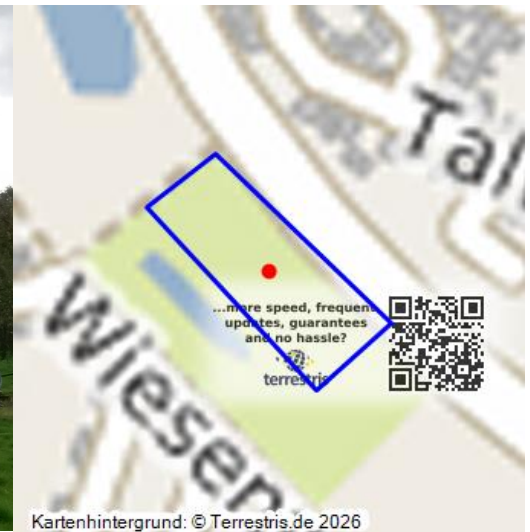 Tal
Wiesen
...more speed, frequent
updates, guarantees
and no hassle?
terrestris
Kartenhintergrund: © Terrestris.de 2026